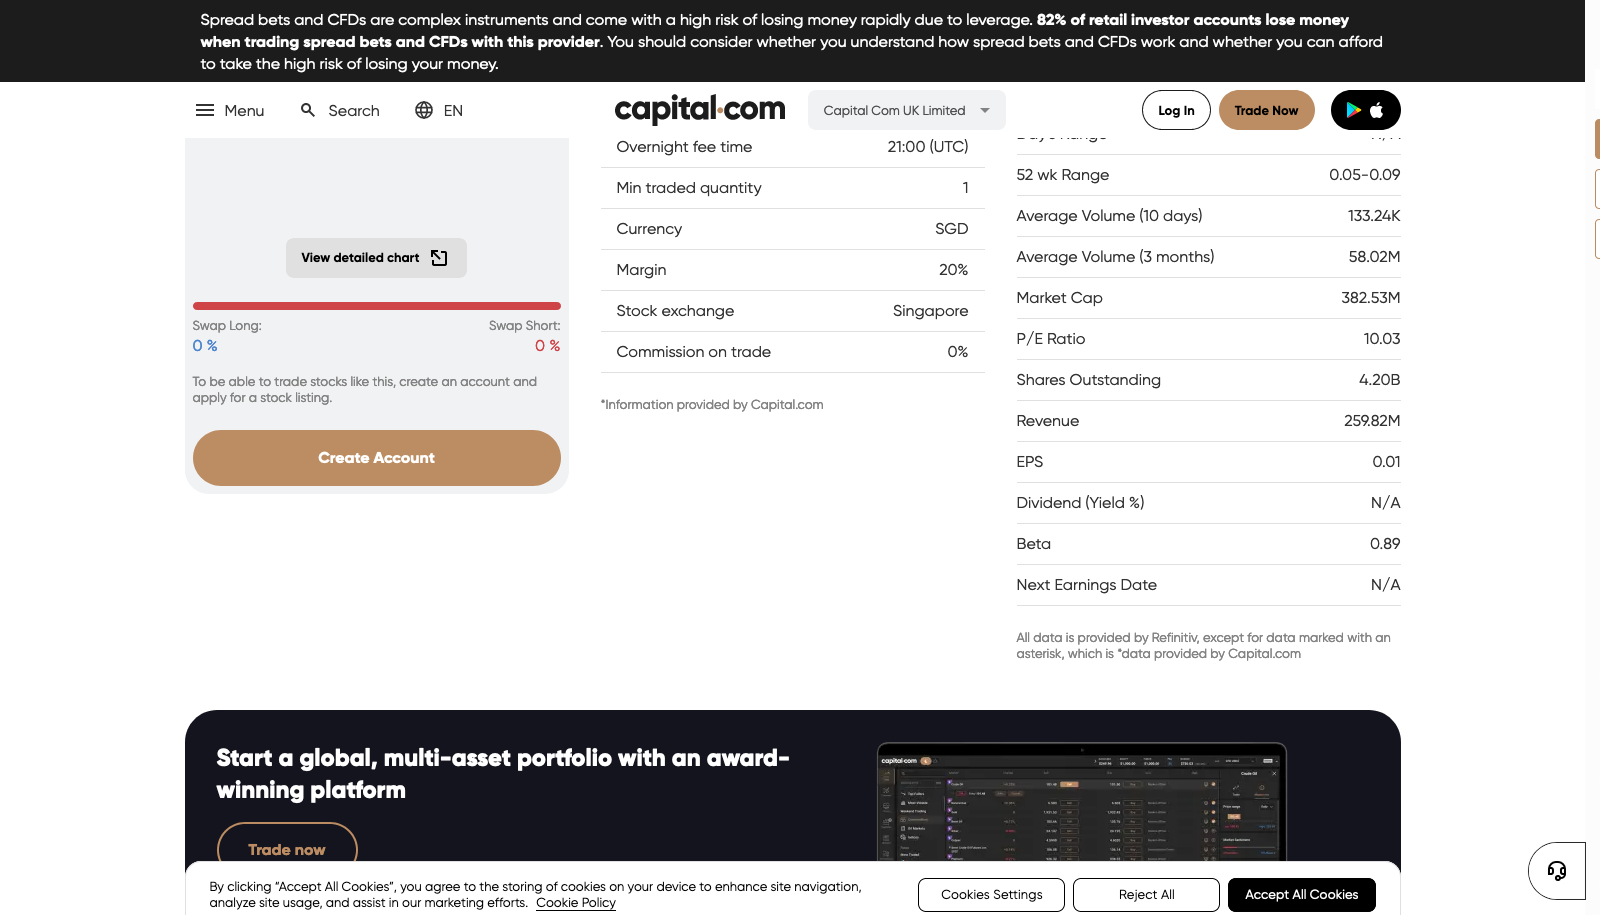 Spread bets and CFDs are complex instruments and come with a high risk of losing money rapidly due to leverage. 82% of retail investor accounts lose money
when trading spread bets and CFDs with this provider. You should consider whether you understand how spread bets and CFDs work and whether you can afford
to take the high risk of losing your money.
Menu Search EN capital.com Capital Com UK Limited Log In Trade Now
View detailed chart
Swap Long: Swap Short:
0 % 0 %
To be able to trade stocks like this, create an account and
apply for a stock listing.
Create Account
Overnight fee time 21:00 (UTC)
Min traded quantity 1
Currency SGD
Margin 20%
Stock exchange Singapore
Commission on trade 0%
*Information provided by Capital.com
52 wk Range 0.05-0.09
Average Volume (10 days) 133.24K
Average Volume (3 months) 58.02M
Market Cap 382.53M
P/E Ratio 10.03
Shares Outstanding 4.20B
Revenue 259.82M
EPS 0.01
Dividend (Yield %) N/A
Beta 0.89
Next Earnings Date N/A
All data is provided by Refinitiv, except for data marked with an
asterisk, which is *data provided by Capital.com
Start a global, multi-asset portfolio with an award-
winning platform
Trade now
capital.com
By clicking “Accept All Cookies”, you agree to the storing of cookies on your device to enhance site navigation,
analyze site usage, and assist in our marketing efforts. Cookie Policy
Cookies Settings Reject All Accept All Cookies